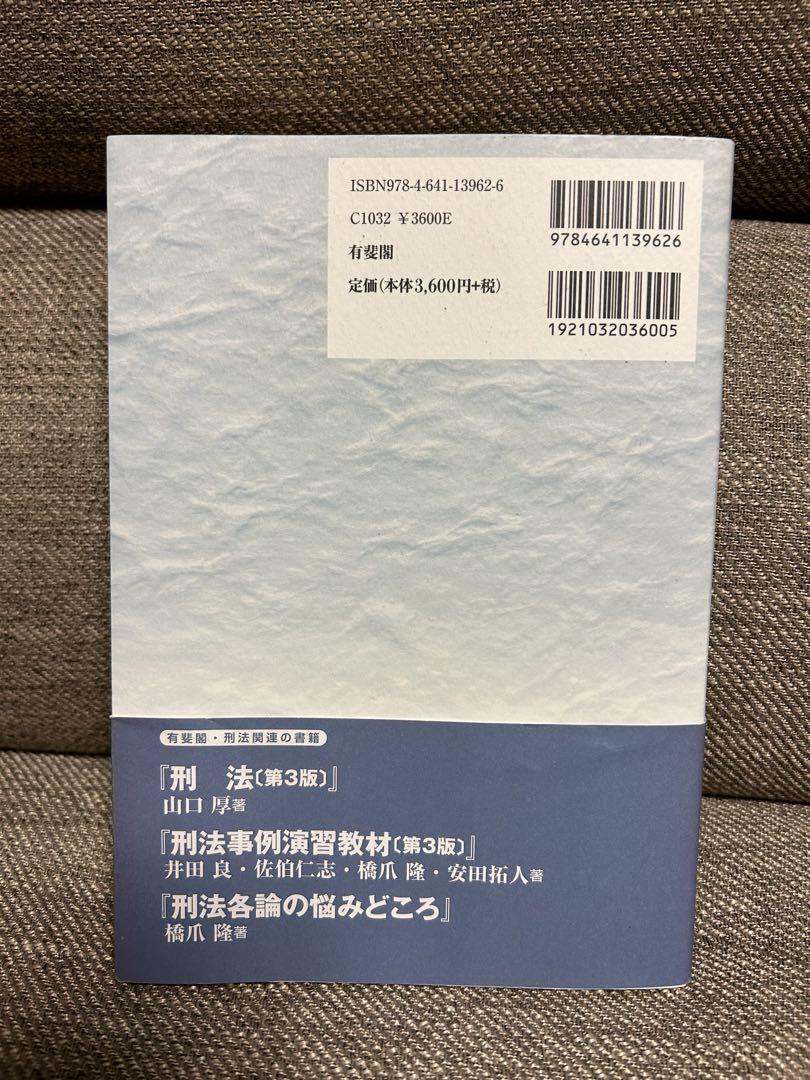 ISBN978-4-641-13962-6
C1032 ¥3600E
有斐閣
定価(本体3,600円+税)
9784641139626
1921032036005
有斐閣・刑法関連の書籍
『刑　法〔第3版〕』
山口 厚著
『刑法事例演習教材〔第3版〕』
井田 良・佐伯仁志・橋爪 隆・安田拓人著
『刑法各論の悩みどころ』
橋爪 隆著